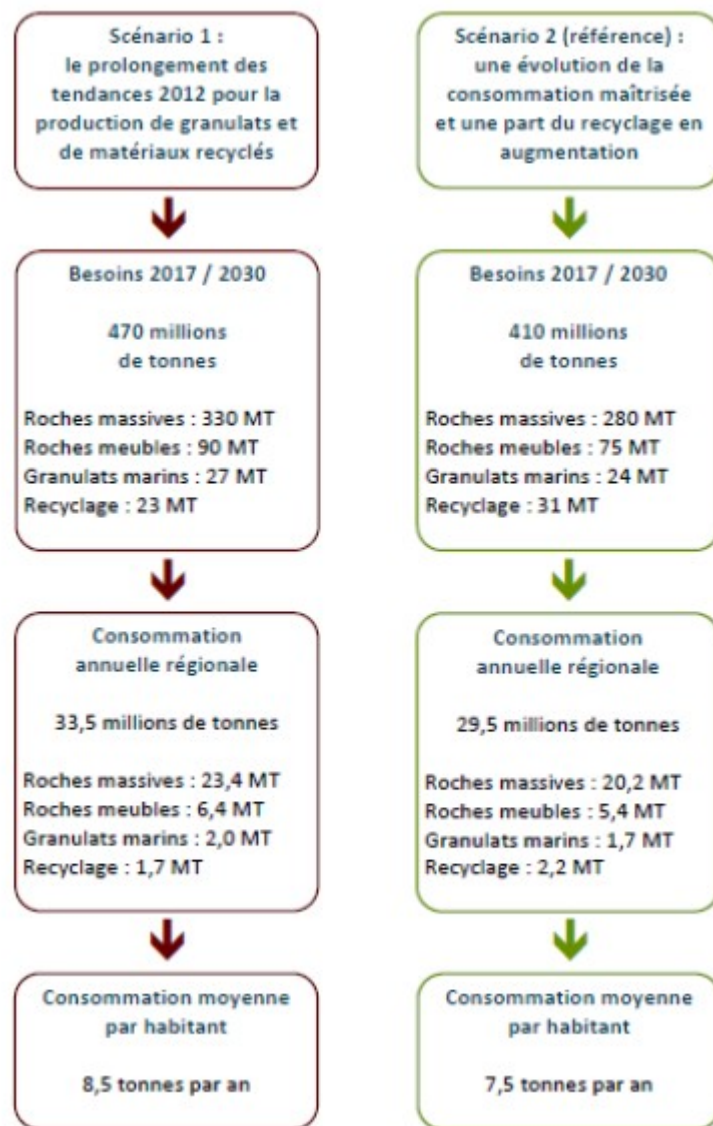 Scénario 1 :
le prolongement des
tendances 2012 pour la
production de granulats et
de matériaux recyclés
Besoins 2017 / 2030
470 millions
de tonnes
Roches massives : 330 MT
Roches meubles : 90 MT
Granulats marins : 27 MT
Recyclage : 23 MT
Consommation
annuelle régionale
33,5 millions de tonnes
Roches massives : 23,4 MT
Roches meubles : 6,4 MT
Granulats marins : 2,0 MT
Recyclage : 1,7 MT
Consommation moyenne
par habitant
8,5 tonnes par an
Scénario 2 (référence) :
une évolution de la
consommation maîtrisée
et une part du recyclage en
augmentation
Besoins 2017 / 2030
410 millions
de tonnes
Roches massives : 280 MT
Roches meubles : 75 MT
Granulats marins : 24 MT
Recyclage : 31 MT
Consommation
annuelle régionale
29,5 millions de tonnes
Roches massives : 20,2 MT
Roches meubles : 5,4 MT
Granulats marins : 1,7 MT
Recyclage : 2,2 MT
Consommation moyenne
par habitant
7,5 tonnes par an